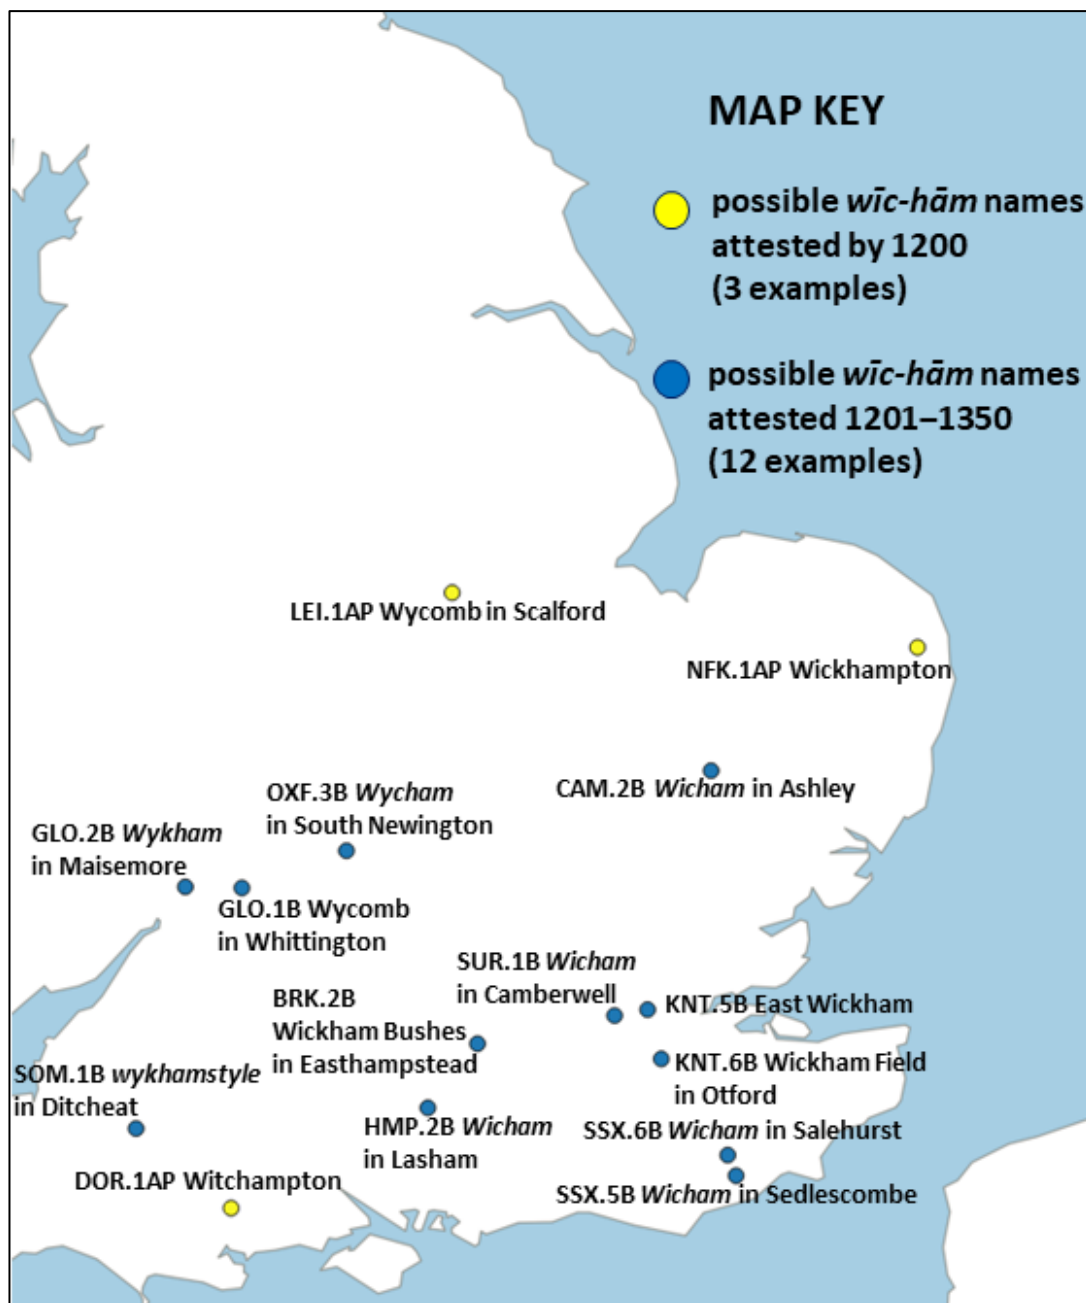 MAP KEY
possible wīc-hām names
attested by 1200
(3 examples)
possible wīc-hām names
attested 1201–1350
(12 examples)
LEI.1AP Wycomb in Scalford
NFK.1AP Wickhampton
CAM.2B Wicham in Ashley
OXF.3B Wycham
in South Newington
GLO.2B Wykham
in Maisemore
GLO.1B Wycomb
in Whittington
SUR.1B Wicham
in Camberwell
BRK.2B
Wickham Bushes
in Easthampstead
KNT.5B East Wickham
KNT.6B Wickham Field
in Otford
SOM.1B wykhamstyle
in Ditcheat
HMP.2B Wicham
in Lasham
SSX.6B Wicham in Salehurst
SSX.5B Wicham in Sedlescombe
DOR.1AP Witchampton